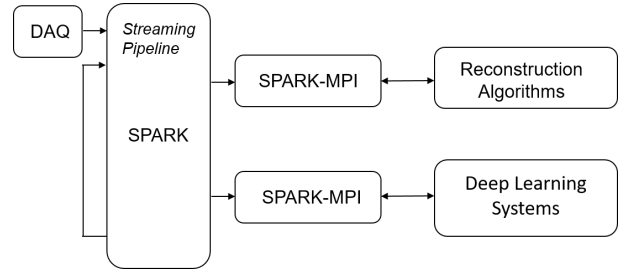 DAQ
Streaming
Pipeline
SPARK
SPARK-MPI
Reconstruction
Algorithms
SPARK-MPI
Deep Learning
Systems